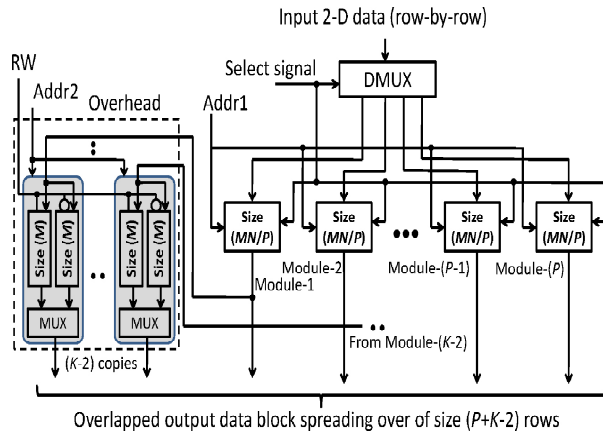 Input 2-D data (row-by-row)
RW
Select signal
DMUX
Addr2
Overhead
Addr1
Size (M)
Size (M)
Size (M)
Size (M)
MUX
MUX
(K-2) copies
Size
(MN/P)
Size
(MN/P)
Size
(MN/P)
Size
(MN/P)
Module-1
Module-2
Module-(P-1)
Module-(P)
From Module-(K-2)
Overlapped output data block spreading over of size (P+K-2) rows